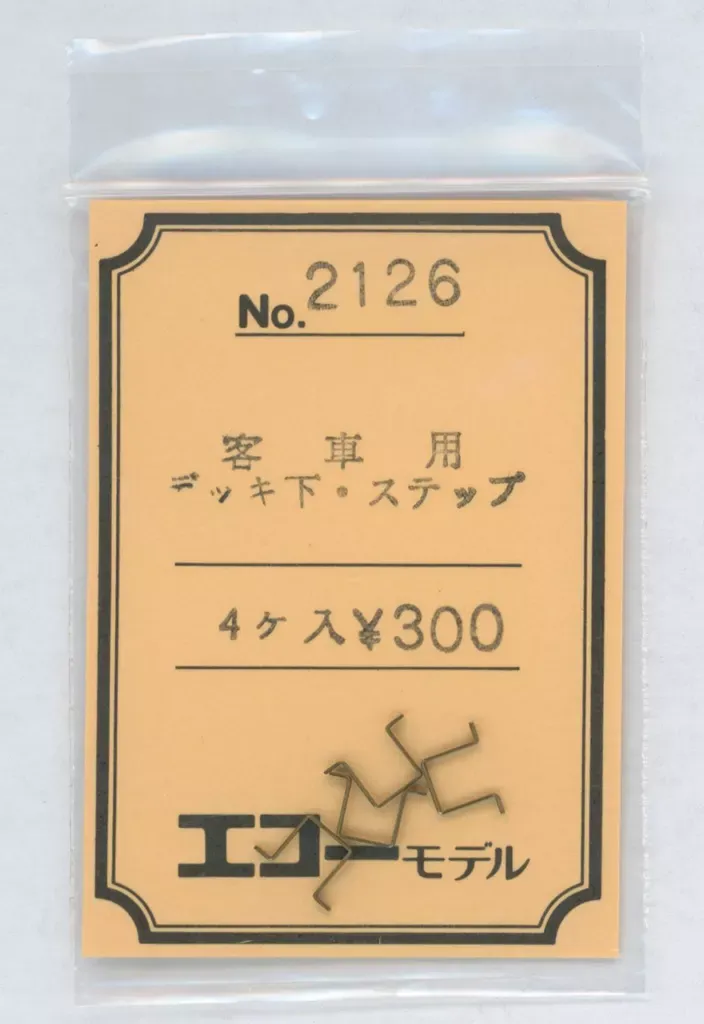 No. 2126
客車用
デッキ下・ステップ
4ヶ入¥300
エコーモデル